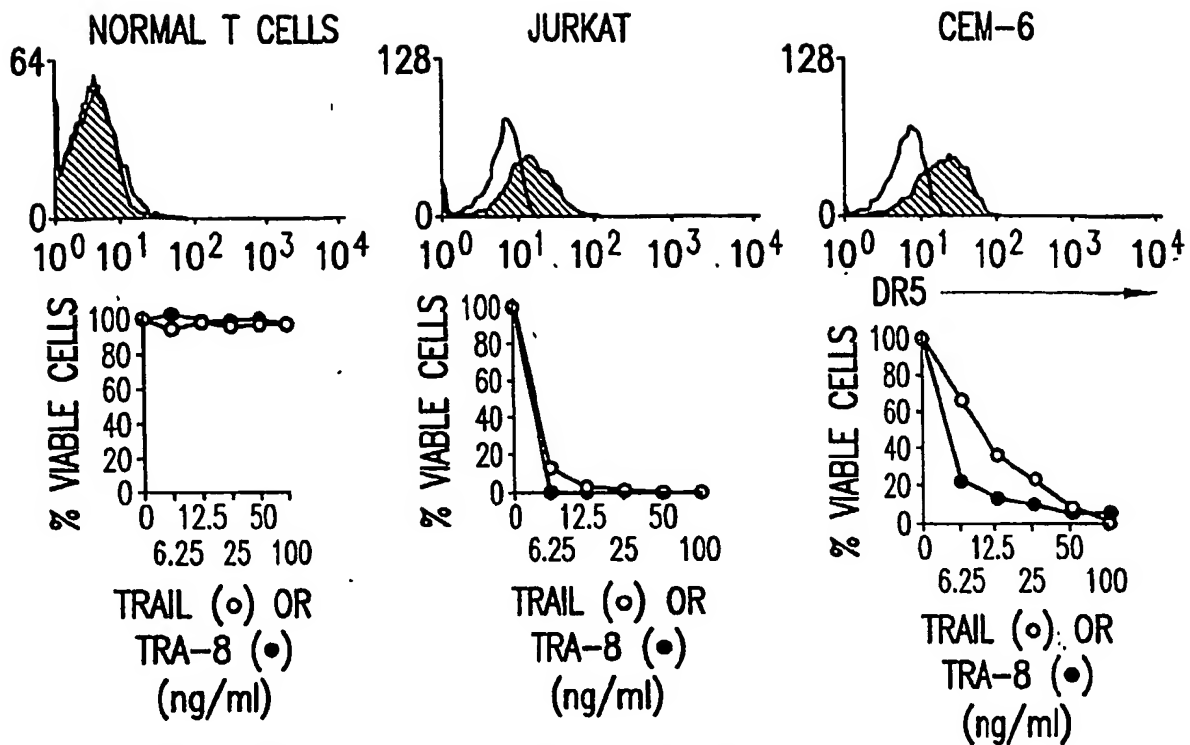 NORMAL T CELLS
64
0
10^0 10^1 10^2 10^3 10^4
% VIABLE CELLS
100
80
60
40
20
0
0 12.5 50
6.25 25 100
TRAIL (○) OR
TRA-8 (●)
(ng/ml)
JURKAT
128
0
10^0 10^1 10^2 10^3 10^4
% VIABLE CELLS
100
80
60
40
20
0
0 12.5 50
6.25 25 100
TRAIL (○) OR
TRA-8 (●)
(ng/ml)
CEM-6
128
0
10^0 10^1 10^2 10^3 10^4
DR5
% VIABLE CELLS
100
80
60
40
20
0
0 12.5 50
6.25 25 100
TRAIL (○) OR
TRA-8 (●)
(ng/ml)